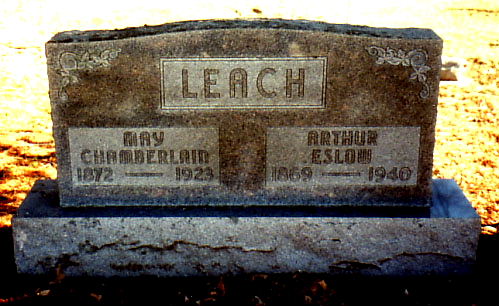 LEACH
MAY
CHAMBERLAIN
1872 — 1923
ARTHUR
ESLOW
1869 — 1940